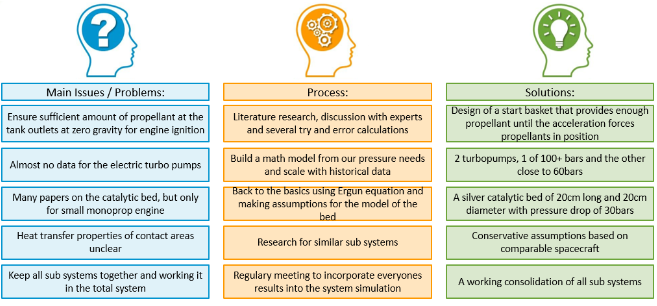 Main Issues / Problems:
Process:
Solutions:
Ensure sufficient amount of propellant at the
tank outlets at zero gravity for engine ignition
Literature research, discussion with experts
and several try and error calculations
Design of a start basket that provides enough
propellant until the acceleration forces
propellants in position
Almost no data for the electric turbo pumps
Build a math model from our pressure needs
and scale with historical data
2 turbopumps, 1 of 100+ bars and the other
close to 60bars
Many papers on the catalytic bed, but only
for small monoprop engine
Back to the basics using Ergun equation and
making assumptions for the model of the
bed
A silver catalytic bed of 20cm long and 20cm
diameter with pressure drop of 30bars
Heat transfer properties of contact areas
unclear
Research for similar sub systems
Conservative assumptions based on
comparable spacecraft
Keep all sub systems together and working it
in the total system
Regulary meeting to incorporate everyones
results into the system simulation
A working consolidation of all sub systems